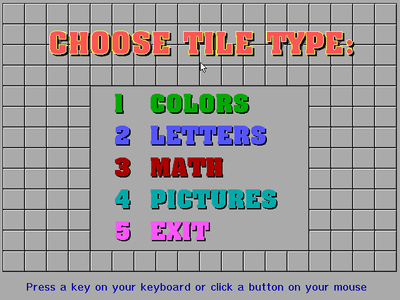 CHOOSE TILE TYPE:
1 COLORS
2 LETTERS
3 MATH
4 PICTURES
5 EXIT
Press a key on your keyboard or click a button on your mouse